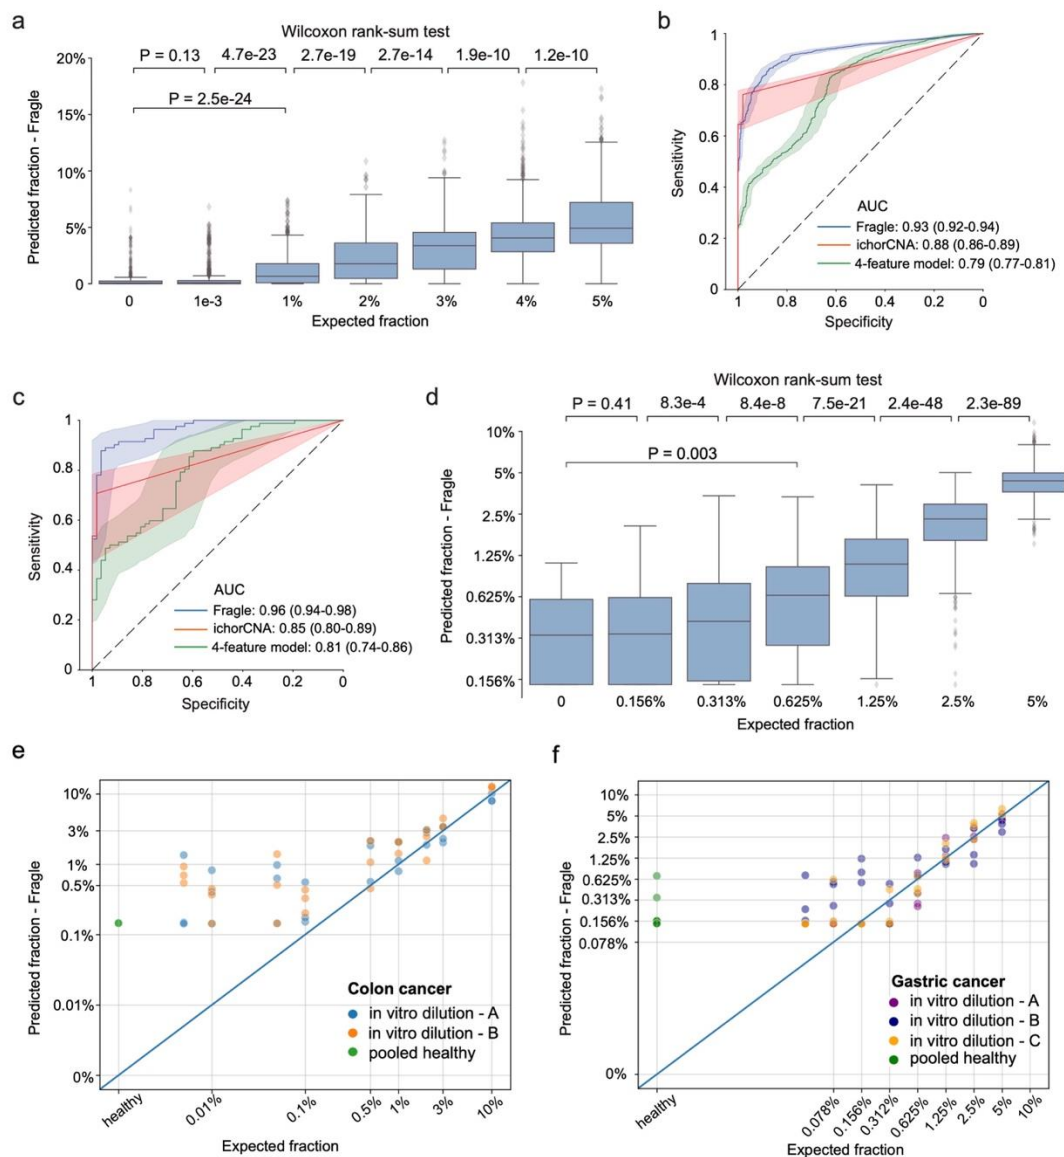 a
Wilcoxon rank-sum test
P = 0.13 4.7e-23 2.7e-19 2.7e-14 1.9e-10 1.2e-10
P = 2.5e-24
20%
15%
10%
5%
0
Predicted fraction - Fragle
0 1e-3 1% 2% 3% 4% 5%
Expected fraction
b
1
0.8
0.6
0.4
0.2
0
Sensitivity
AUC
Fragle: 0.93 (0.92-0.94)
ichorCNA: 0.88 (0.86-0.89)
4-feature model: 0.79 (0.77-0.81)
1 0.8 0.6 0.4 0.2 0
Specificity
c
1
0.8
0.6
0.4
0.2
0
Sensitivity
AUC
Fragle: 0.96 (0.94-0.98)
ichorCNA: 0.85 (0.80-0.89)
4-feature model: 0.81 (0.74-0.86)
1 0.8 0.6 0.4 0.2 0
Specificity
d
Wilcoxon rank-sum test
P = 0.41 8.3e-4 8.4e-8 7.5e-21 2.4e-48 2.3e-89
P = 0.003
10%
5%
2.5%
1.25%
0.625%
0.313%
0.156%
Predicted fraction - Fragle
0 0.156% 0.313% 0.625% 1.25% 2.5% 5%
Expected fraction
e
10%
3%
1%
0.5%
0.1%
0.01%
0%
Predicted fraction - Fragle
Colon cancer
in vitro dilution - A
in vitro dilution - B
pooled healthy
healthy 0.01% 0.1% 0.5% 1% 3% 10%
Expected fraction
f
10%
5%
2.5%
1.25%
0.625%
0.313%
0.156%
0.078%
0%
Predicted fraction - Fragle
Gastric cancer
in vitro dilution - A
in vitro dilution - B
in vitro dilution - C
pooled healthy
healthy 0.078% 0.156% 0.312% 0.625% 1.25% 2.5% 5% 10%
Expected fraction